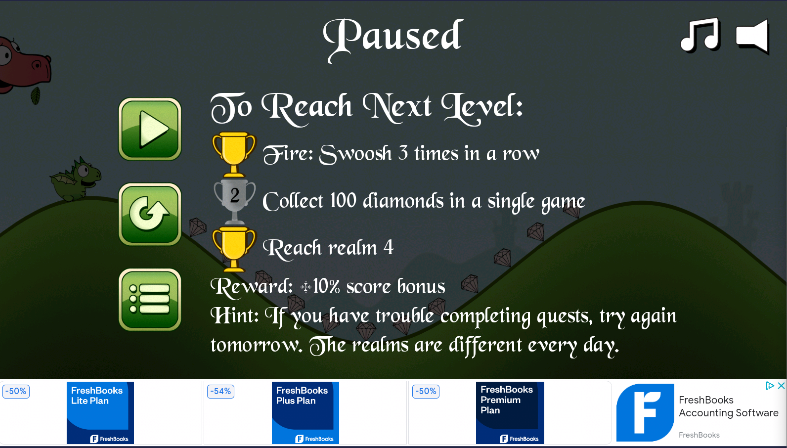 Paused
To Reach Next Level:
Fire: Swoosh 3 times in a row
2
Collect 100 diamonds in a single game
Reach realm 4
Reward: +10% score bonus
Hint: If you have trouble completing quests, try again
tomorrow. The realms are different every day.
-50%
FreshBooks
Lite Plan
FreshBooks
-54%
FreshBooks
Plus Plan
FreshBooks
-50%
FreshBooks
Premium
Plan
FreshBooks
FreshBooks
Accounting Software
FreshBooks